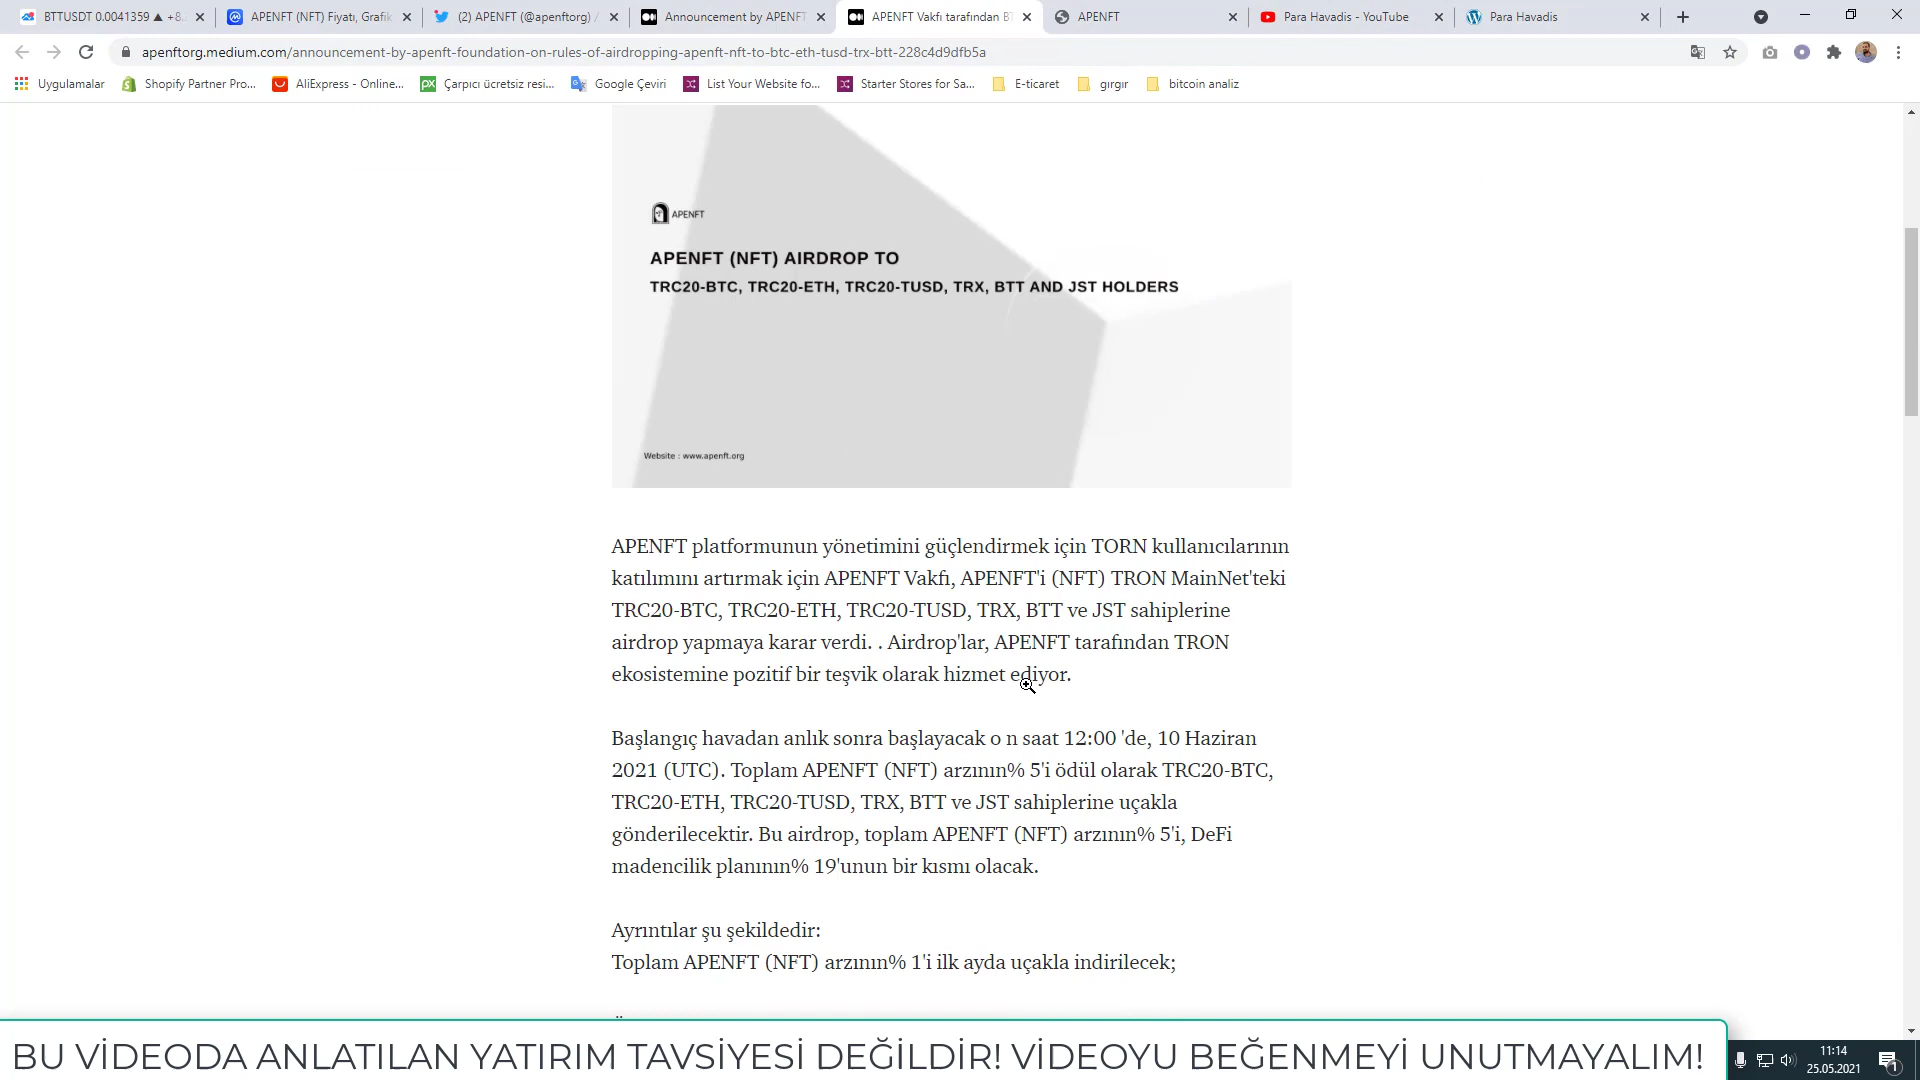 BTTUSDT 0.0041359 ▲ +8.
APENFT (NFT) Fiyatı, Grafik
(2) APENFT (@apenftorg) /
Announcement by APENFT
APENFT Vakfı tarafından BT
APENFT
Para Havadis - YouTube
Para Havadis
apenftorg.medium.com/announcement-by-apenft-foundation-on-rules-of-airdropping-apenft-nft-to-btc-eth-tusd-trx-btt-228c4d9dfb5a
Uygulamalar
Shopify Partner Pro...
AliExpress - Online...
Çarpıcı ücretsiz resi...
Google Çeviri
List Your Website fo...
Starter Stores for Sa...
E-ticaret
gırgır
bitcoin analiz
APENFT
APENFT (NFT) AIRDROP TO
TRC20-BTC, TRC20-ETH, TRC20-TUSD, TRX, BTT AND JST HOLDERS
Website : www.apenft.org
APENFT platformunun yönetimini güçlendirmek için TORN kullanıcılarının
katılımını artırmak için APENFT Vakfı, APENFT'i (NFT) TRON MainNet'teki
TRC20-BTC, TRC20-ETH, TRC20-TUSD, TRX, BTT ve JST sahiplerine
airdrop yapmaya karar verdi. . Airdrop'lar, APENFT tarafından TRON
ekosistemine pozitif bir teşvik olarak hizmet ediyor.
Başlangıç havadan anlık sonra başlayacak o n saat 12:00 'de, 10 Haziran
2021 (UTC). Toplam APENFT (NFT) arzının% 5'i ödül olarak TRC20-BTC,
TRC20-ETH, TRC20-TUSD, TRX, BTT ve JST sahiplerine uçakla
gönderilecektir. Bu airdrop, toplam APENFT (NFT) arzının% 5'i, DeFi
madencilik planının% 19'unun bir kısmı olacak.
Ayrıntılar şu şekildedir:
Toplam APENFT (NFT) arzının% 1'i ilk ayda uçakla indirilecek;
BU VİDEODA ANLATILAN YATIRIM TAVSİYESİ DEĞİLDİR! VİDEOYU BEĞENMEYİ UNUTMAYALIM!
11:14
25.05.2021
1